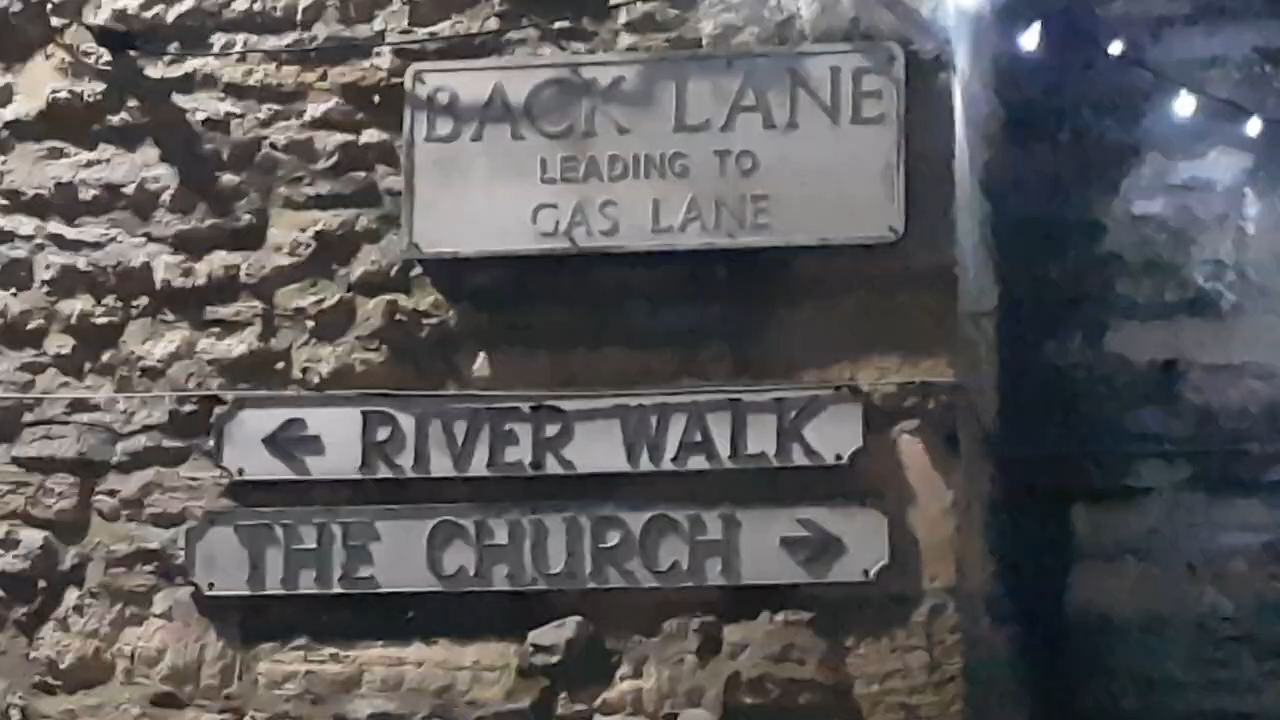 BACK LANE
LEADING TO
GAS LANE
← RIVER WALK.
THE CHURCH →